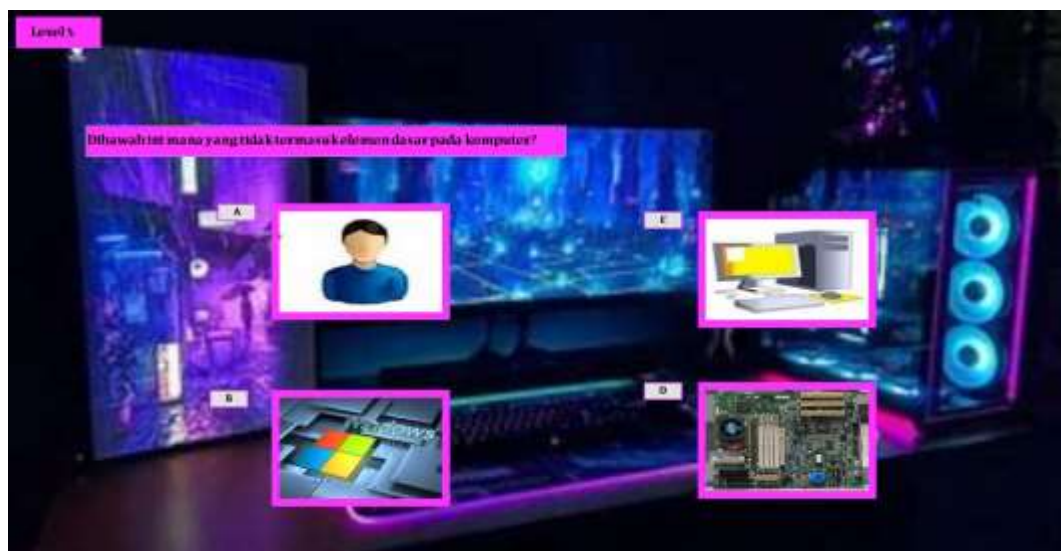 Level 5
Dibawah ini mana yang tidak termasuk elemen dasar pada komputer?
A
B
D